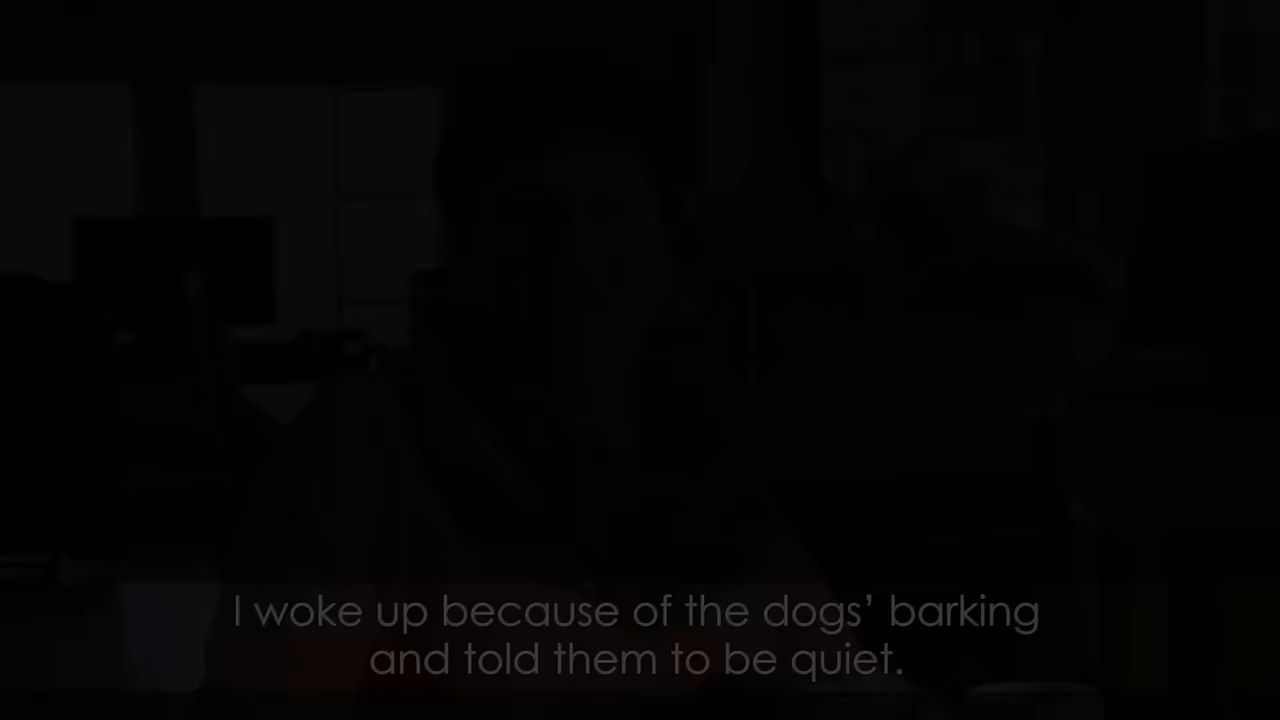 I woke up because of the dogs’ barking
and told them to be quiet.